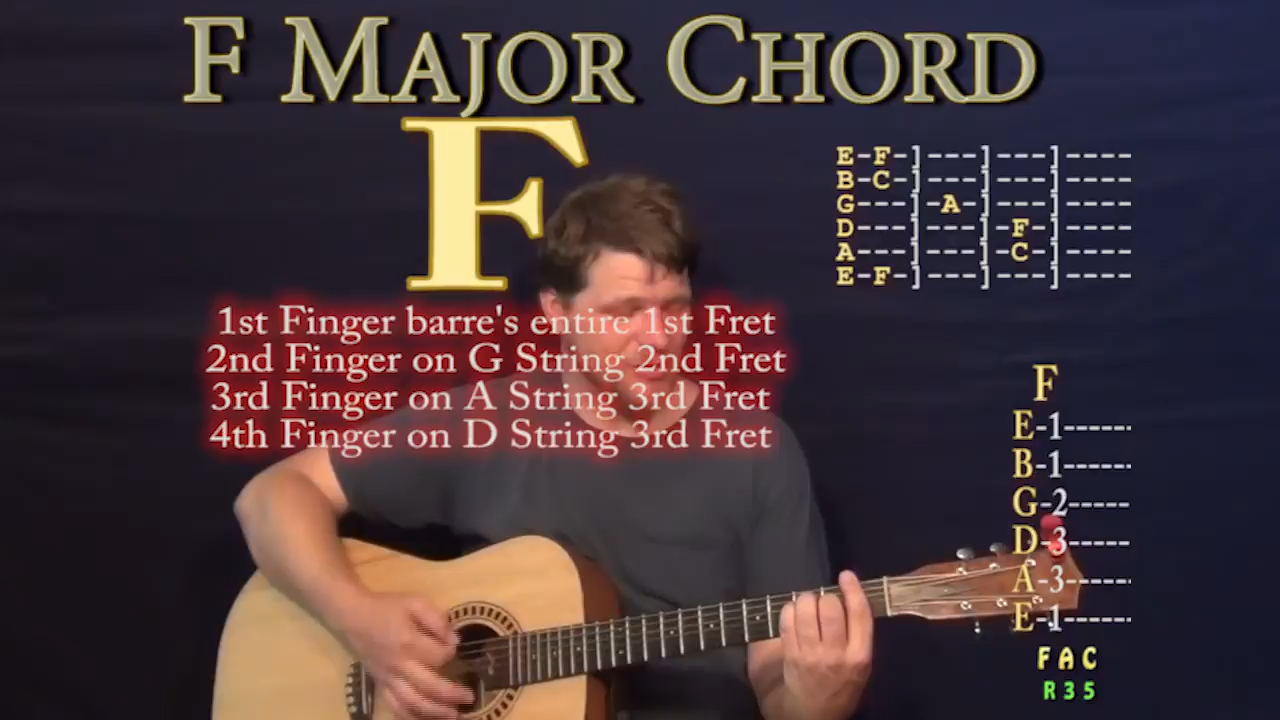 F MAJOR CHORD
F
1st Finger barre's entire 1st Fret
2nd Finger on G String 2nd Fret
3rd Finger on A String 3rd Fret
4th Finger on D String 3rd Fret
E-F-]---]---]----
B-C-]---]---]----
G---]-A-]---]----
D---]---]-F-]----
A---]---]-C-]----
E-F-]---]---]----
F
E-1------
B-1------
G-2-----
D-3-----
A-3------
E-1------
F A C
R 3 5